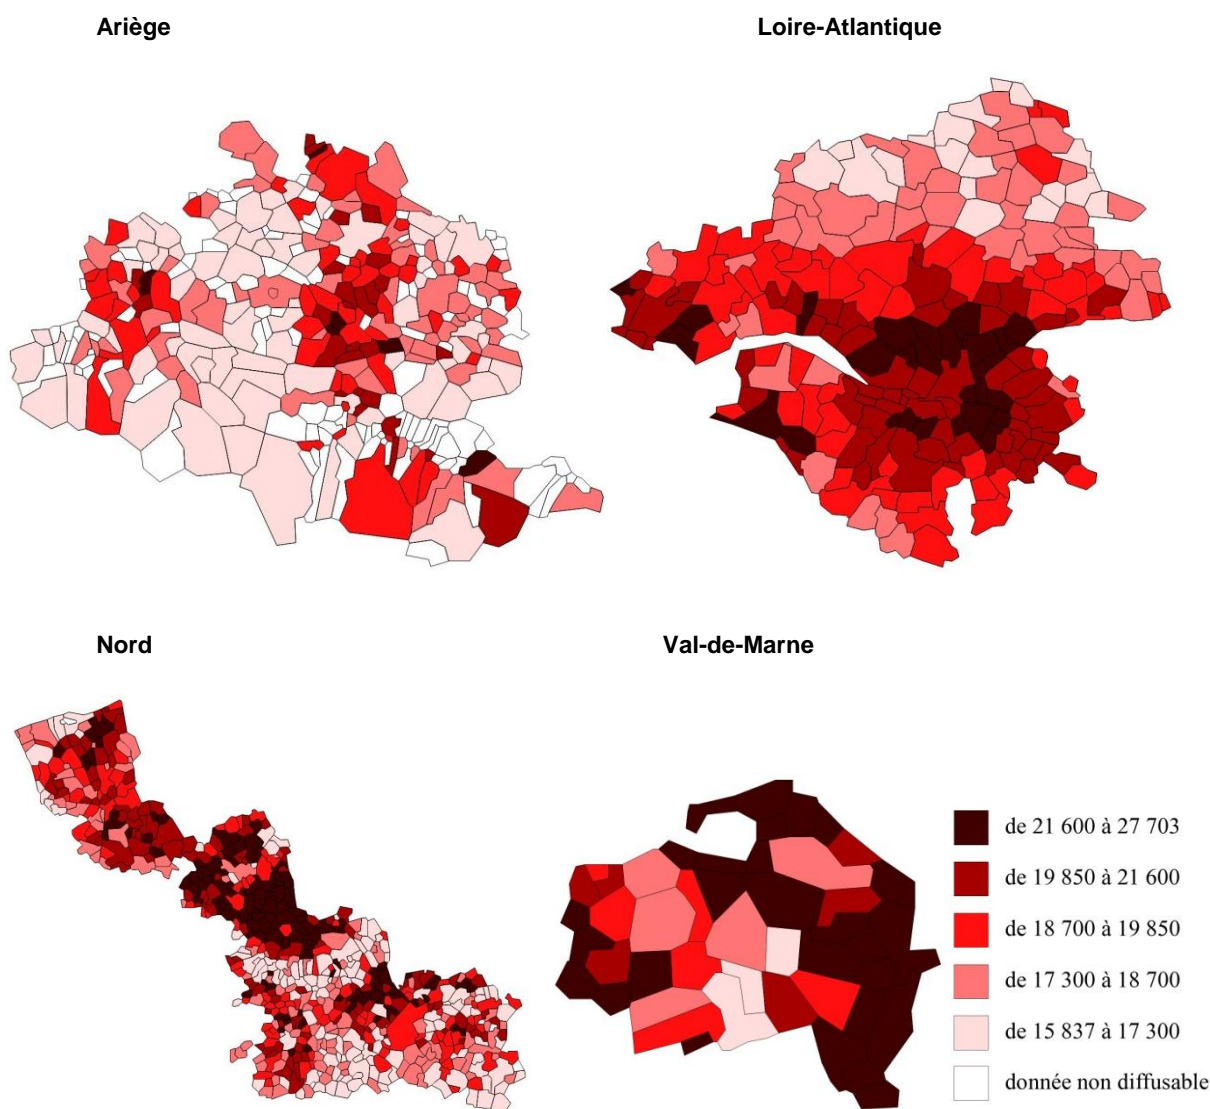 Ariège
Loire-Atlantique
Nord
Val-de-Marne
de 21 600 à 27 703
de 19 850 à 21 600
de 18 700 à 19 850
de 17 300 à 18 700
de 15 837 à 17 300
donnée non diffusable